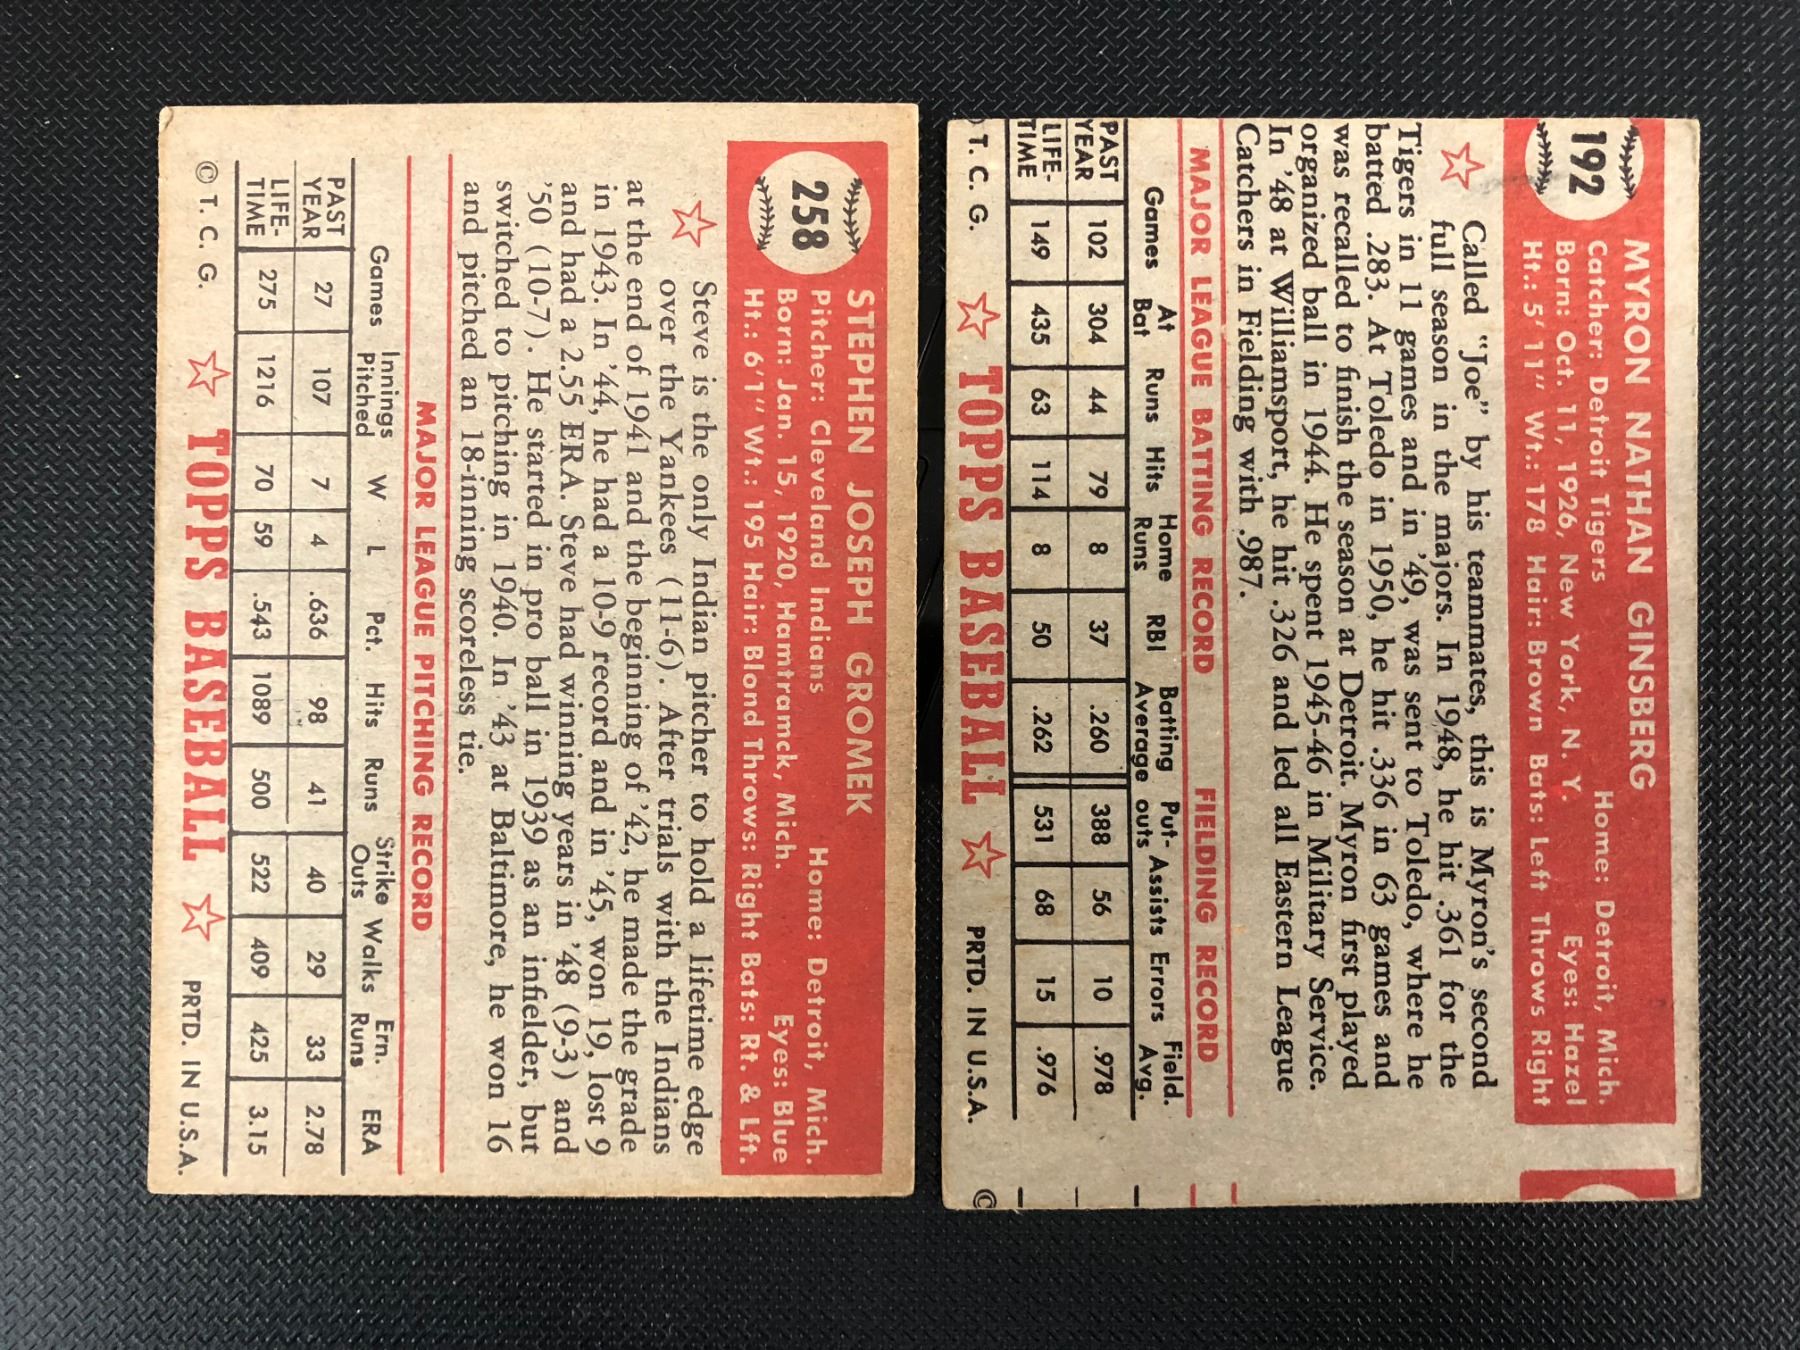 192
MYRON NATHAN GINSBERG
Catcher: Detroit Tigers Home: Detroit, Mich.
Born: Oct. 11, 1926, New York, N. Y. Eyes: Hazel
Ht.: 5' 11" Wt.: 178 Hair: Brown Bats: Left Throws Right
Called "Joe" by his teammates, this is Myron's second
full season in the majors. In 1948, he hit .361 for the
Tigers in 11 games and in '49, was sent to Toledo, where he
batted .283. At Toledo in 1950, he hit .336 in 63 games and
was recalled to finish the season at Detroit. Myron first played
organized ball in 1944. He spent 1945-46 in Military Service.
In '48 at Williamsport, he hit .326 and led all Eastern League
Catchers in Fielding with .987.
MAJOR LEAGUE BATTING RECORD FIELDING RECORD
Games At Bat Runs Hits Home Runs RBI Batting Average Put-outs Assists Errors Field. Avg.
PAST YEAR 102 304 44 79 8 37 .260 388 56 10 .978
LIFE-TIME 149 435 63 114 8 50 .262 531 68 15 .976
T. C. G. TOPPS BASEBALL PRTD. IN U.S.A. ©
258
STEPHEN JOSEPH GROMEK
Pitcher: Cleveland Indians Home: Detroit, Mich.
Born: Jan. 15, 1920, Hamtramck, Mich. Eyes: Blue
Ht.: 6'1" Wt.: 195 Hair: Blond Throws: Right Bats: Rt. & Lft.
Steve is the only Indian pitcher to hold a lifetime edge
over the Yankees (11-6). After trials with the Indians
at the end of 1941 and the beginning of '42, he made the grade
in 1943. In '44, he had a 10-9 record and in '45, won 19, lost 9
and had a 2.55 ERA. Steve had winning years in '48 (9-3) and
'50 (10-7). He started in pro ball in 1939 as an infielder, but
switched to pitching in 1940. In '43 at Baltimore, he won 16
and pitched an 18-inning scoreless tie.
MAJOR LEAGUE PITCHING RECORD
Games Innings Pitched W L Pct. Hits Runs Strike Outs Walks Ern. Runs ERA
PAST YEAR 27 107 7 4 .636 98 41 40 29 33 2.78
LIFE-TIME 275 1216 70 59 .543 1089 500 522 409 425 3.15
© T. C. G. TOPPS BASEBALL PRTD. IN U.S.A.